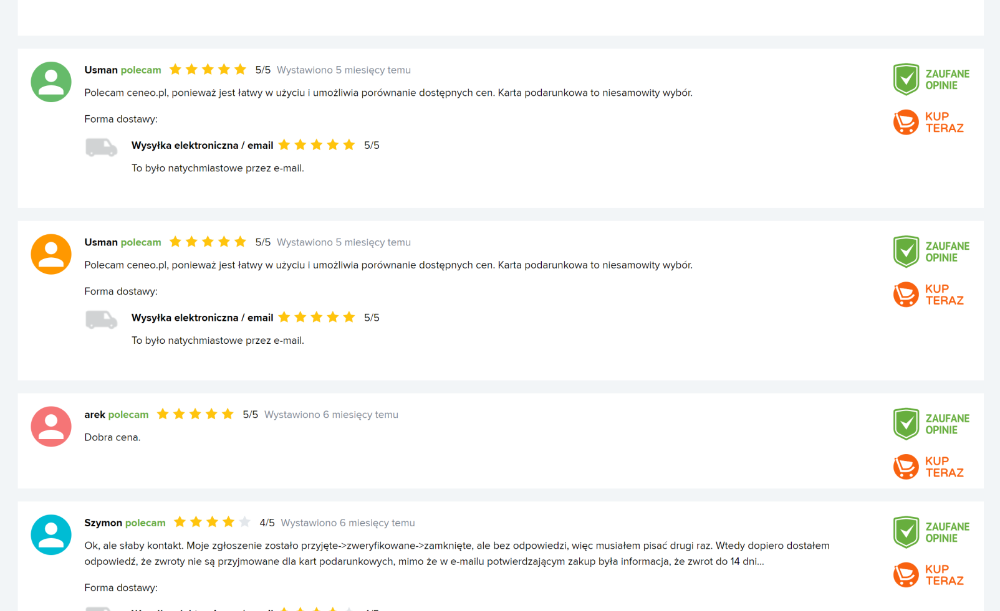 Usman polecam 5/5 Wystawiono 5 miesięcy temu
ZAUFANE
OPINIE
Polecam ceneo.pl, ponieważ jest łatwy w użyciu i umożliwia porównanie dostępnych cen. Karta podarunkowa to niesamowity wybór.
KUP
TERAZ
Forma dostawy:
Wysyłka elektroniczna / email 5/5
To było natychmiastowe przez e-mail.
Usman polecam 5/5 Wystawiono 5 miesięcy temu
ZAUFANE
OPINIE
Polecam ceneo.pl, ponieważ jest łatwy w użyciu i umożliwia porównanie dostępnych cen. Karta podarunkowa to niesamowity wybór.
KUP
TERAZ
Forma dostawy:
Wysyłka elektroniczna / email 5/5
To było natychmiastowe przez e-mail.
arek polecam 5/5 Wystawiono 6 miesięcy temu
ZAUFANE
OPINIE
Dobra cena.
KUP
TERAZ
Szymon polecam 4/5 Wystawiono 6 miesięcy temu
ZAUFANE
OPINIE
Ok, ale słaby kontakt. Moje zgłoszenie zostało przyjęte->zweryfikowane->zamknięte, ale bez odpowiedzi, więc musiałem pisać drugi raz. Wtedy dopiero dostałem
odpowiedź, że zwroty nie są przyjmowane dla kart podarunkowych, mimo że w e-mailu potwierdzającym zakup była informacja, że zwrot do 14 dni...
KUP
TERAZ
Forma dostawy: